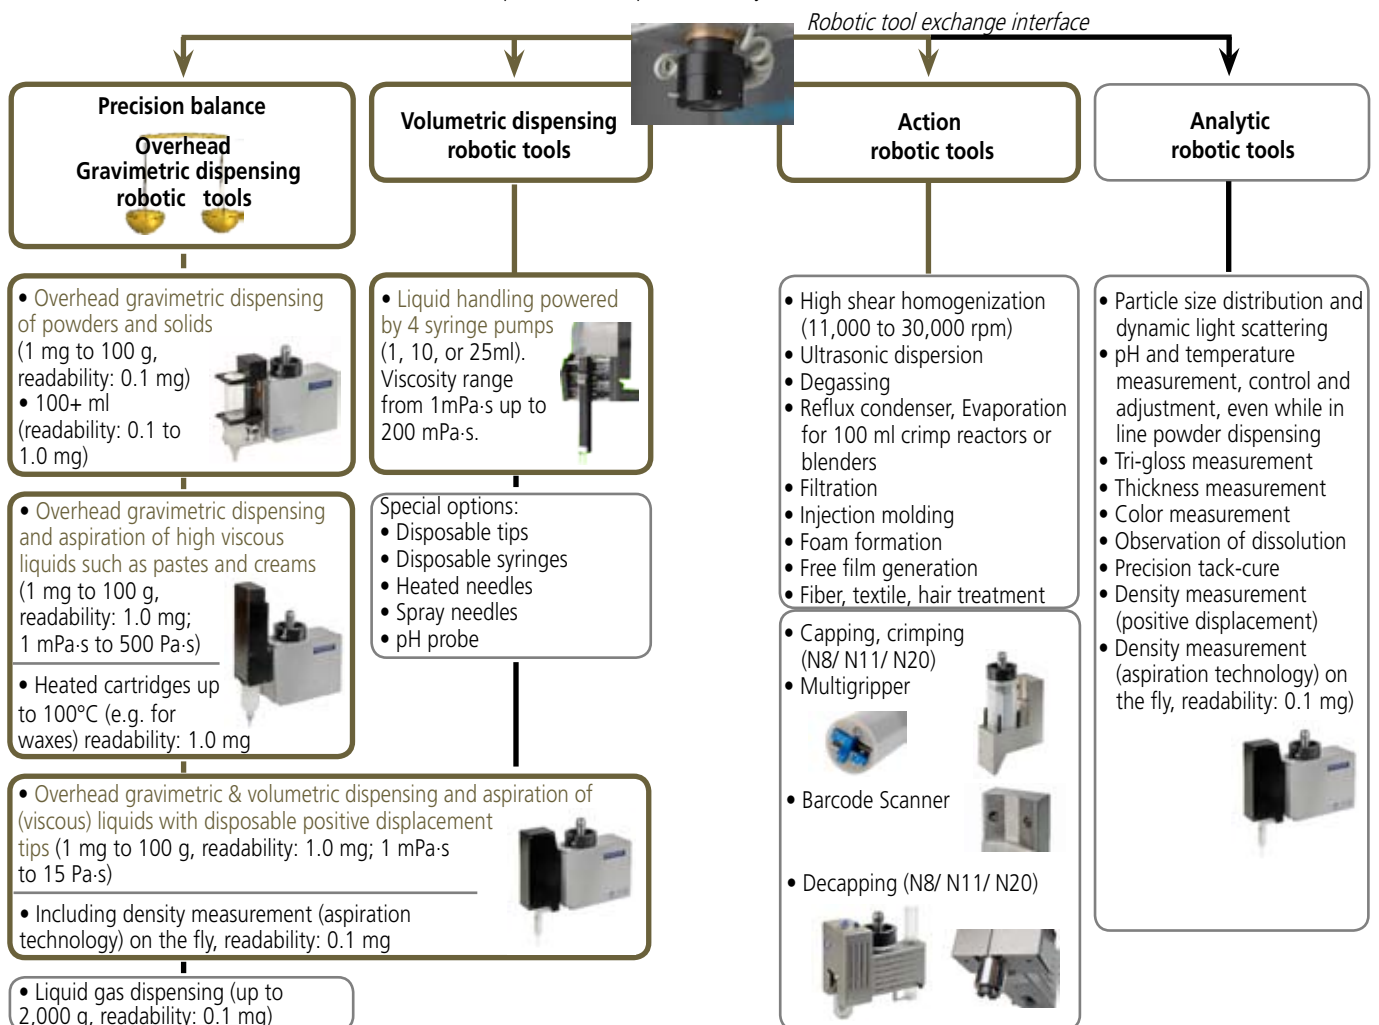 Robotic tool exchange interface
Precision balance
Overhead
Gravimetric dispensing
robotic tools
Volumetric dispensing
robotic tools
Action
robotic tools
Analytic
robotic tools
• Overhead gravimetric dispensing
of powders and solids
(1 mg to 100 g,
readability: 0.1 mg)
• 100+ ml
(readability: 0.1 to
1.0 mg)
• Overhead gravimetric dispensing
and aspiration of high viscous
liquids such as pastes and creams
(1 mg to 100 g,
readability: 1.0 mg;
1 mPa·s to 500 Pa·s)
• Heated cartridges up
to 100°C (e.g. for
waxes) readability: 1.0 mg
• Liquid handling powered
by 4 syringe pumps
(1, 10, or 25ml).
Viscosity range
from 1mPa·s up to
200 mPa·s.
Special options:
• Disposable tips
• Disposable syringes
• Heated needles
• Spray needles
• pH probe
• Overhead gravimetric & volumetric dispensing and aspiration of
(viscous) liquids with disposable positive displacement
tips (1 mg to 100 g, readability: 1.0 mg; 1 mPa·s
to 15 Pa·s)
• Including density measurement (aspiration
technology) on the fly, readability: 0.1 mg
• Liquid gas dispensing (up to
2,000 g, readability: 0.1 mg)
• High shear homogenization
(11,000 to 30,000 rpm)
• Ultrasonic dispersion
• Degassing
• Reflux condenser, Evaporation
for 100 ml crimp reactors or
blenders
• Filtration
• Injection molding
• Foam formation
• Free film generation
• Fiber, textile, hair treatment
• Capping, crimping
(N8/ N11/ N20)
• Multigripper
• Barcode Scanner
• Decapping (N8/ N11/ N20)
• Particle size distribution and
dynamic light scattering
• pH and temperature
measurement, control and
adjustment, even while in
line powder dispensing
• Tri-gloss measurement
• Thickness measurement
• Color measurement
• Observation of dissolution
• Precision tack-cure
• Density measurement
(positive displacement)
• Density measurement
(aspiration technology) on
the fly, readability: 0.1 mg)